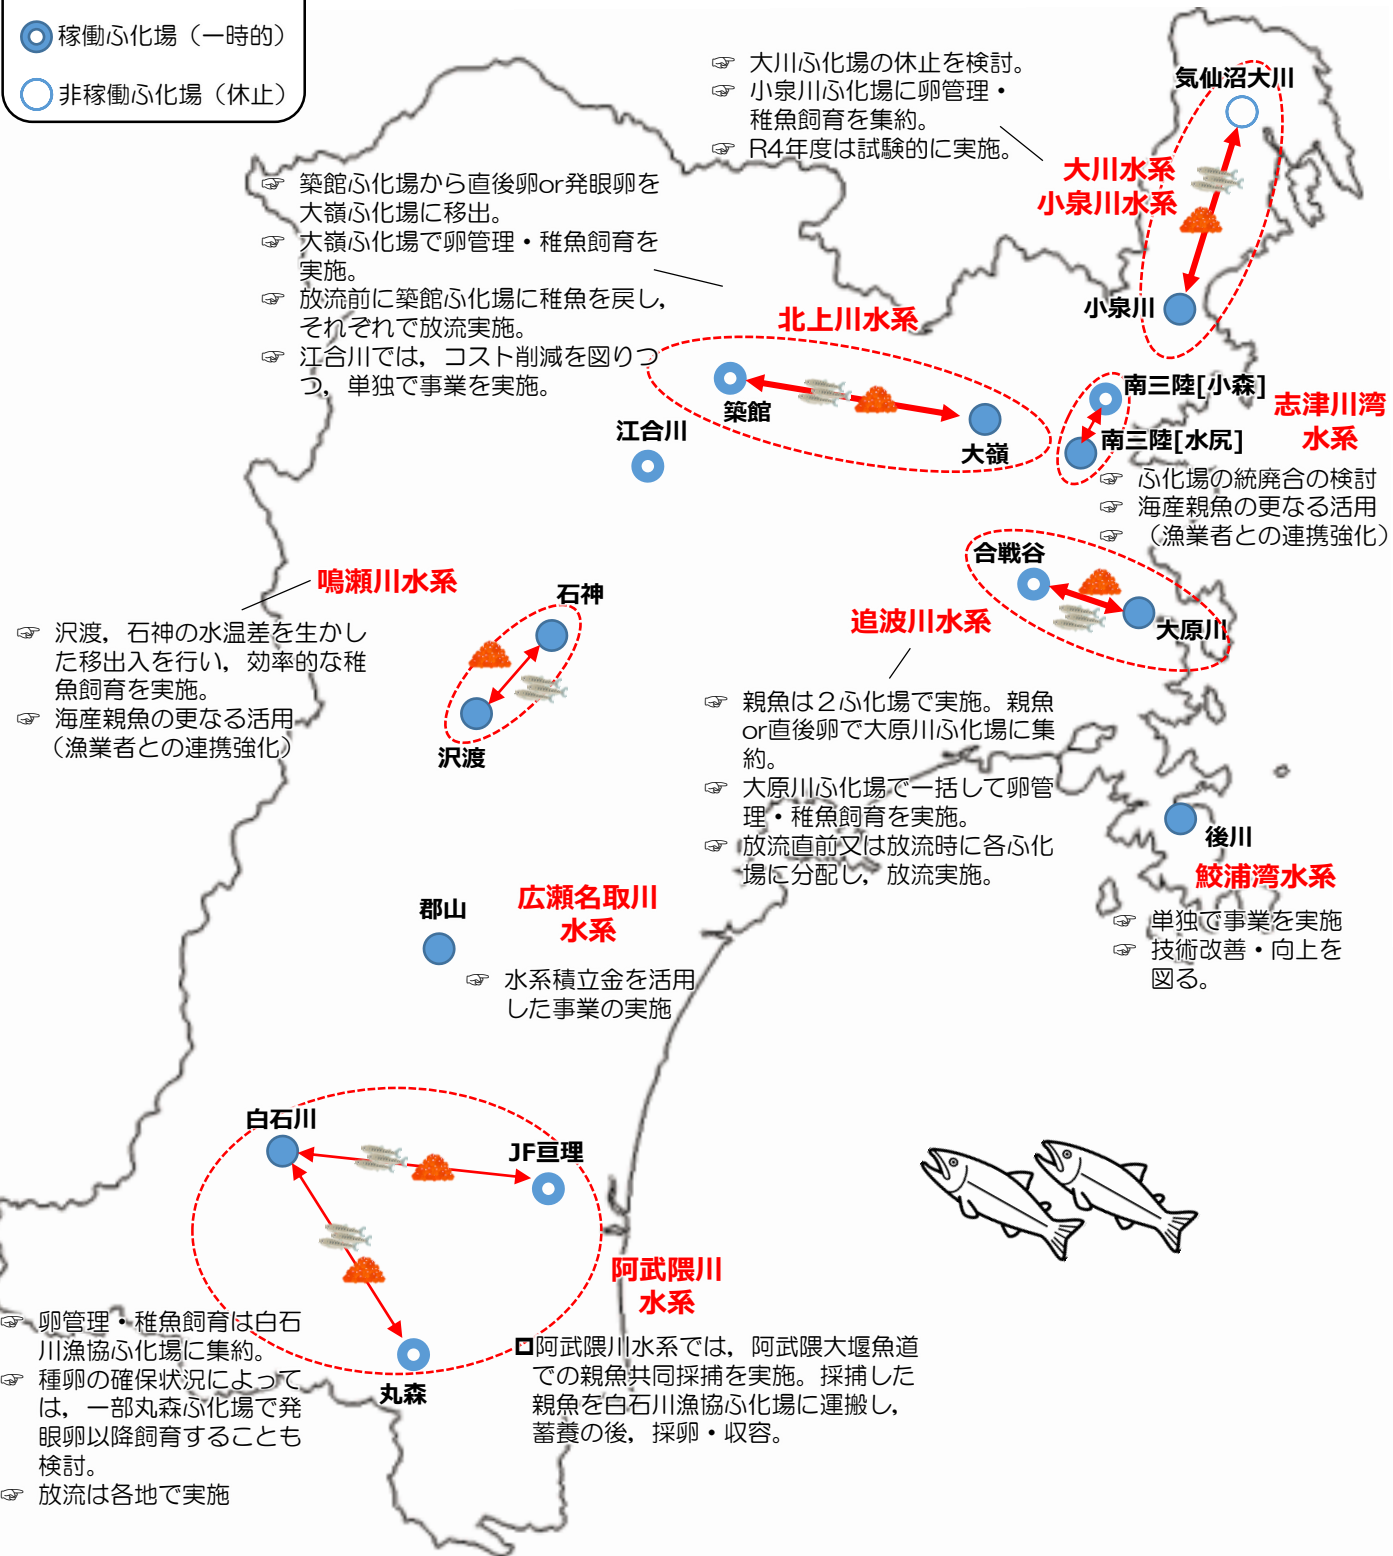 稼働ふ化場（一時的）
非稼働ふ化場（休止）
☞ 大川ふ化場の休止を検討。
☞ 小泉川ふ化場に卵管理・
稚魚飼育を集約。
☞ R4年度は試験的に実施。
気仙沼大川
大川水系
小泉川水系
小泉川
☞ 築館ふ化場から直後卵or発眼卵を
大嶺ふ化場に移出。
☞ 大嶺ふ化場で卵管理・稚魚飼育を
実施。
☞ 放流前に築館ふ化場に稚魚を戻し，
それぞれで放流実施。
☞ 江合川では，コスト削減を図りつ
つ，単独で事業を実施。
北上川水系
築館
大嶺
江合川
南三陸[小森]
南三陸[水尻]
志津川湾
水系
☞ ふ化場の統廃合の検討
☞ 海産親魚の更なる活用
☞ （漁業者との連携強化）
鳴瀬川水系
石神
沢渡
☞ 沢渡，石神の水温差を生かし
た移出入を行い，効率的な稚
魚飼育を実施。
☞ 海産親魚の更なる活用
（漁業者との連携強化）
合戦谷
大原川
追波川水系
☞ 親魚は２ふ化場で実施。親魚
or直後卵で大原川ふ化場に集
約。
☞ 大原川ふ化場で一括して卵管
理・稚魚飼育を実施。
☞ 放流直前又は放流時に各ふ化
場に分配し，放流実施。
後川
鮫浦湾水系
☞ 単独で事業を実施
☞ 技術改善・向上を
図る。
郡山
広瀬名取川
水系
☞ 水系積立金を活用
した事業の実施
白石川
JF亘理
丸森
阿武隈川
水系
☞ 卵管理・稚魚飼育は白石
川漁協ふ化場に集約。
☞ 種卵の確保状況によって
は，一部丸森ふ化場で発
眼卵以降飼育することも
検討。
☞ 放流は各地で実施
阿武隈川水系では，阿武隈大堰魚道
での親魚共同採捕を実施。採捕した
親魚を白石川漁協ふ化場に運搬し，
蓄養の後，採卵・収容。